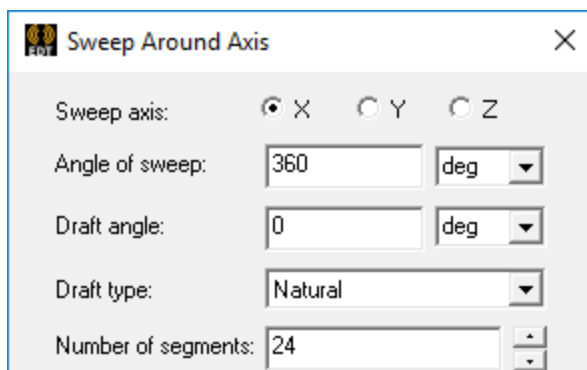 EDT Sweep Around Axis
Sweep axis: X Y Z
Angle of sweep: 360 deg
Draft angle: 0 deg
Draft type: Natural
Number of segments: 24